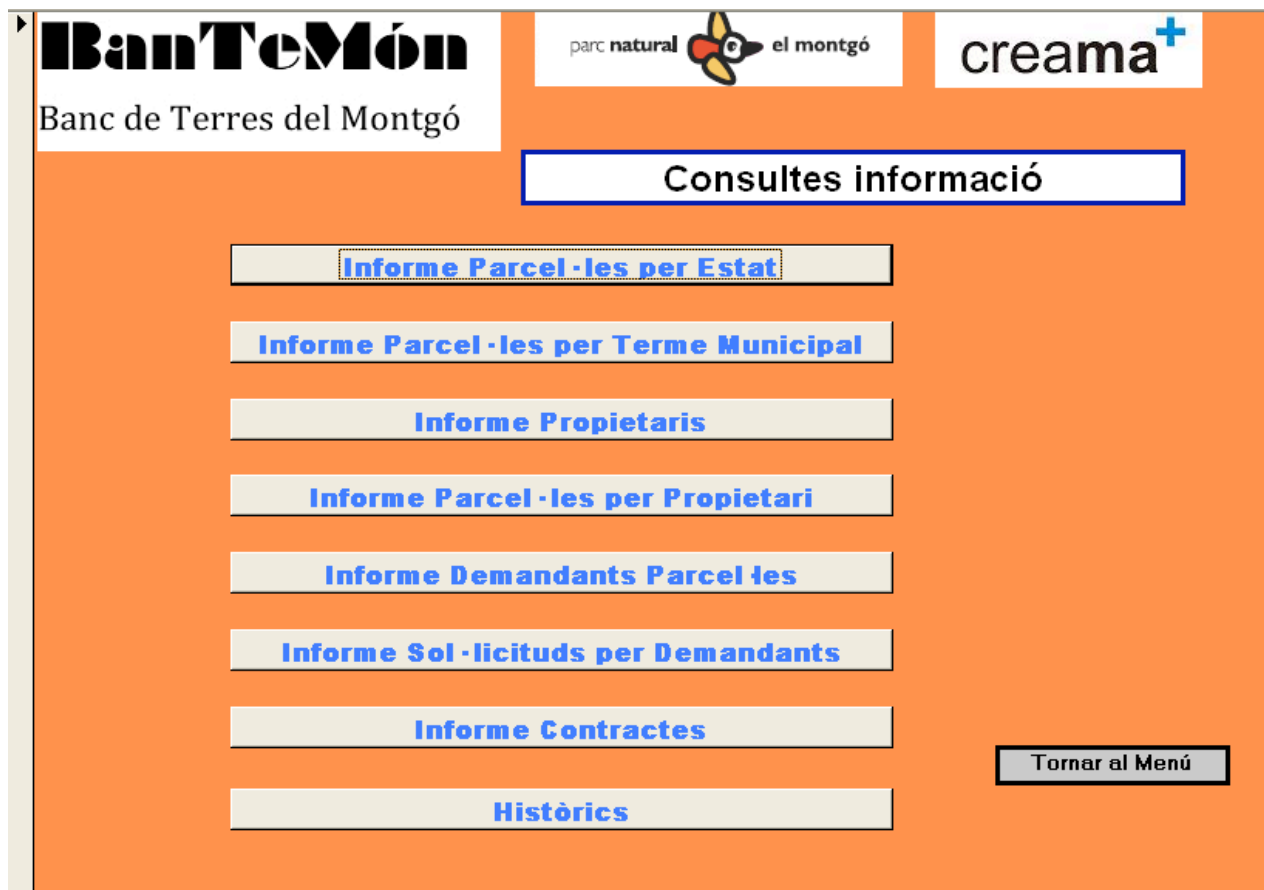 BanTeMón
Banc de Terres del Montgó
parc natural el montgó
creama+
Consultes informació
Informe Parcel·les per Estat
Informe Parcel·les per Terme Municipal
Informe Propietaris
Informe Parcel·les per Propietari
Informe Demandants Parcel·les
Informe Sol·licituds per Demandants
Informe Contractes
Tornar al Menú
Històrics